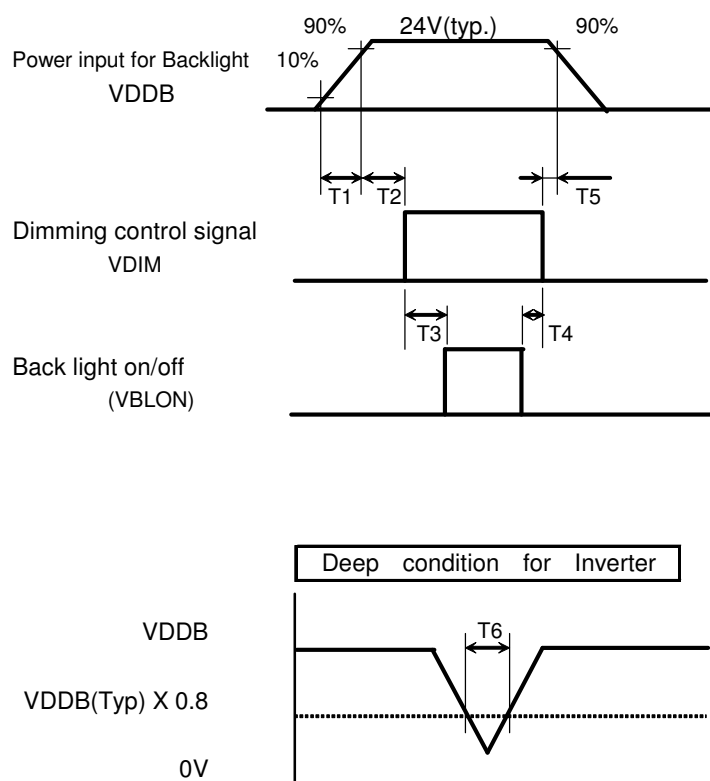 90%
24V(typ.)
90%
Power input for Backlight
10%
VDDB
T1
T2
T5
Dimming control signal
VDIM
T3
T4
Back light on/off
(VBLON)
Deep condition for Inverter
VDDB
T6
VDDB(Typ) X 0.8
0V